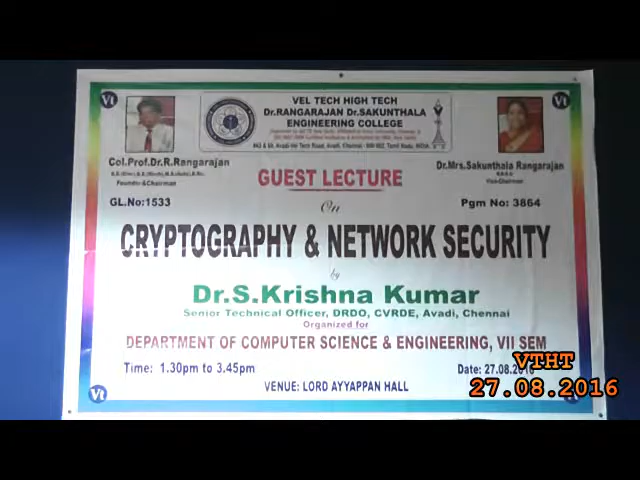 Vt
VEL TECH HIGH TECH
Vt
Dr.RANGARAJAN Dr.SAKUNTHALA
ENGINEERING COLLEGE
Col.Prof.Dr.R.Rangarajan
Founder & Chairman
Dr.Mrs.Sakunthala Rangarajan
Vice-Chairman
GUEST LECTURE
GL.No:1533
On
Pgm No: 3864
CRYPTOGRAPHY & NETWORK SECURITY
by
Dr.S.Krishna Kumar
Senior Technical Officer, DRDO, CVRDE, Avadi, Chennai
Organized for
DEPARTMENT OF COMPUTER SCIENCE & ENGINEERING, VII SEM
Time: 1.30pm to 3.45pm
Date: 27.08.2016
VENUE: LORD AYYAPPAN HALL
Vt
VTHT
27.08.2016